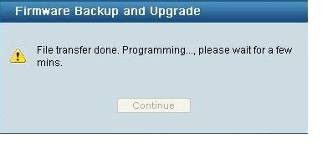 Firmware Backup and Upgrade
File transfer done. Programming..., please wait for a few
mins.
Continue